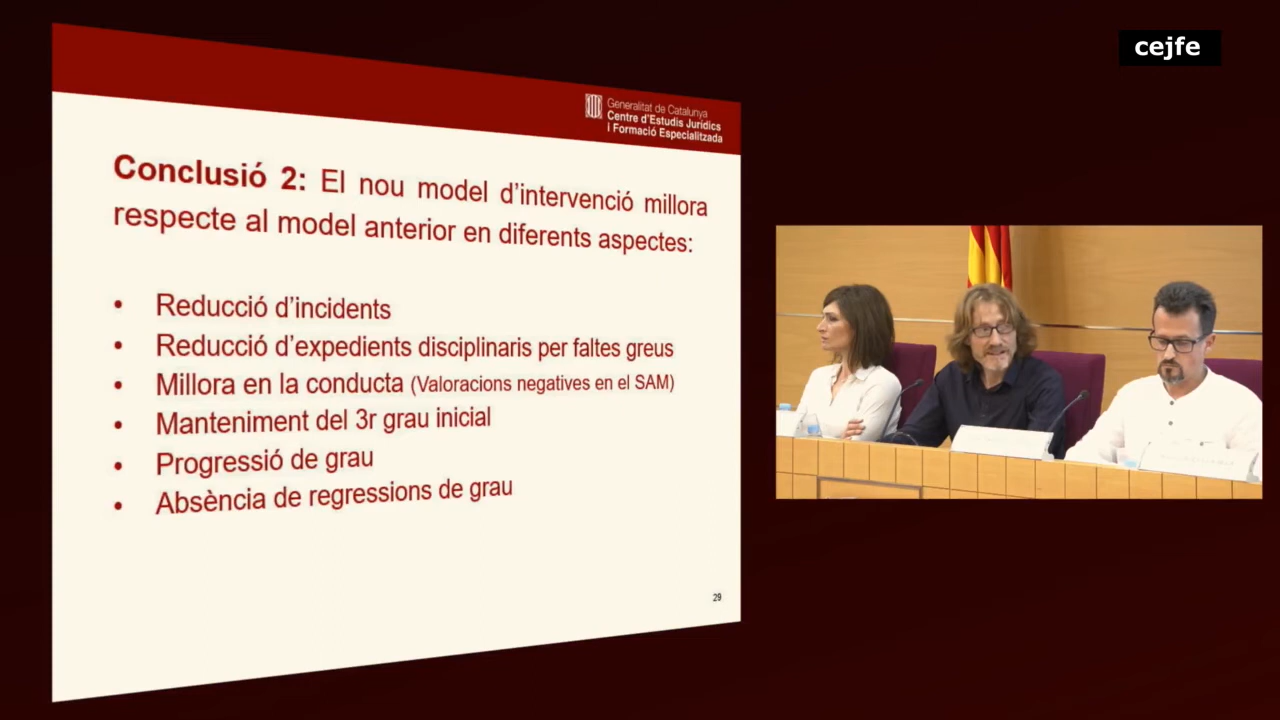 cejfe
Generalitat de Catalunya
Centre d'Estudis Jurídics
i Formació Especialitzada
Conclusió 2: El nou model d'intervenció millora
respecte al model anterior en diferents aspectes:
• Reducció d'incidents
• Reducció d'expedients disciplinaris per faltes greus
• Millora en la conducta (Valoracions negatives en el SAM)
• Manteniment del 3r grau inicial
• Progressió de grau
• Absència de regressions de grau
29